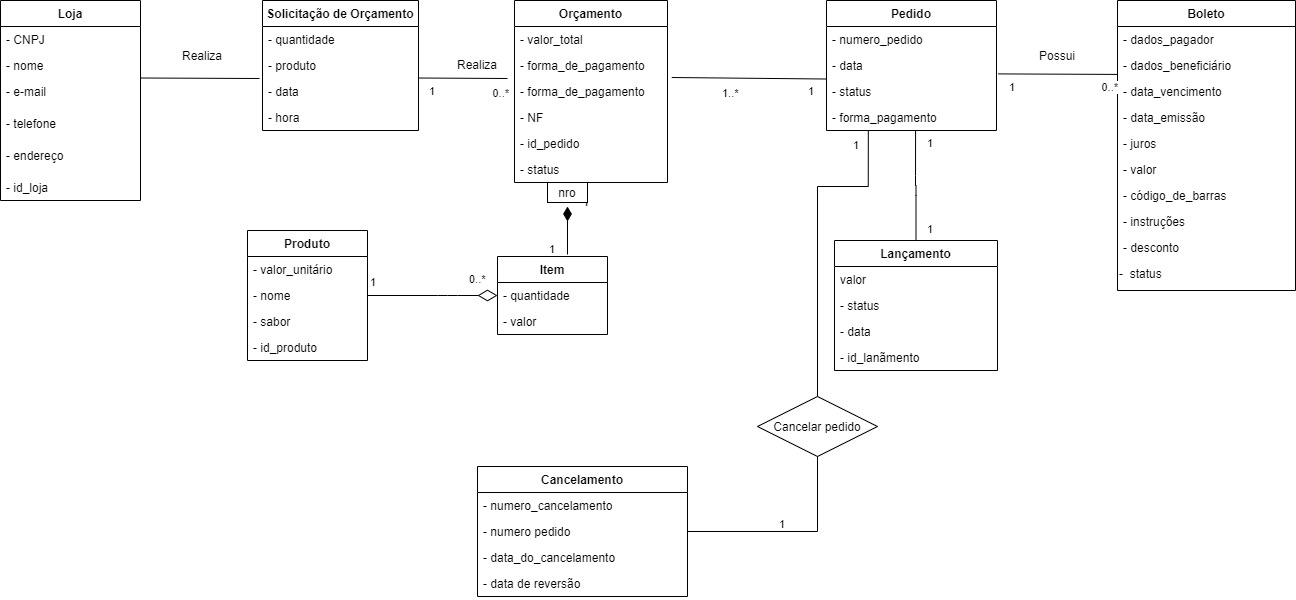 Loja
- CNPJ
- nome
- e-mail
- telefone
- endereço
- id_loja
Realiza
Solicitação de Orçamento
- quantidade
- produto
- data
- hora
Realiza
1
0..*
Orçamento
- valor_total
- forma_de_pagamento
- forma_de_pagamento
- NF
- id_pedido
- status
nro
1..*
1
Pedido
- numero_pedido
- data
- status
- forma_pagamento
Possui
1
0..*
Boleto
- dados_pagador
- dados_beneficiário
- data_vencimento
- data_emissão
- juros
- valor
- código_de_barras
- instruções
- desconto
- status
1
1
Produto
- valor_unitário
- nome
- sabor
- id_produto
1
0..*
1
Item
- quantidade
- valor
1
Lançamento
valor
- status
- data
- id_lanãmento
Cancelar pedido
Cancelamento
- numero_cancelamento
- numero pedido
- data_do_cancelamento
- data de reversão
1